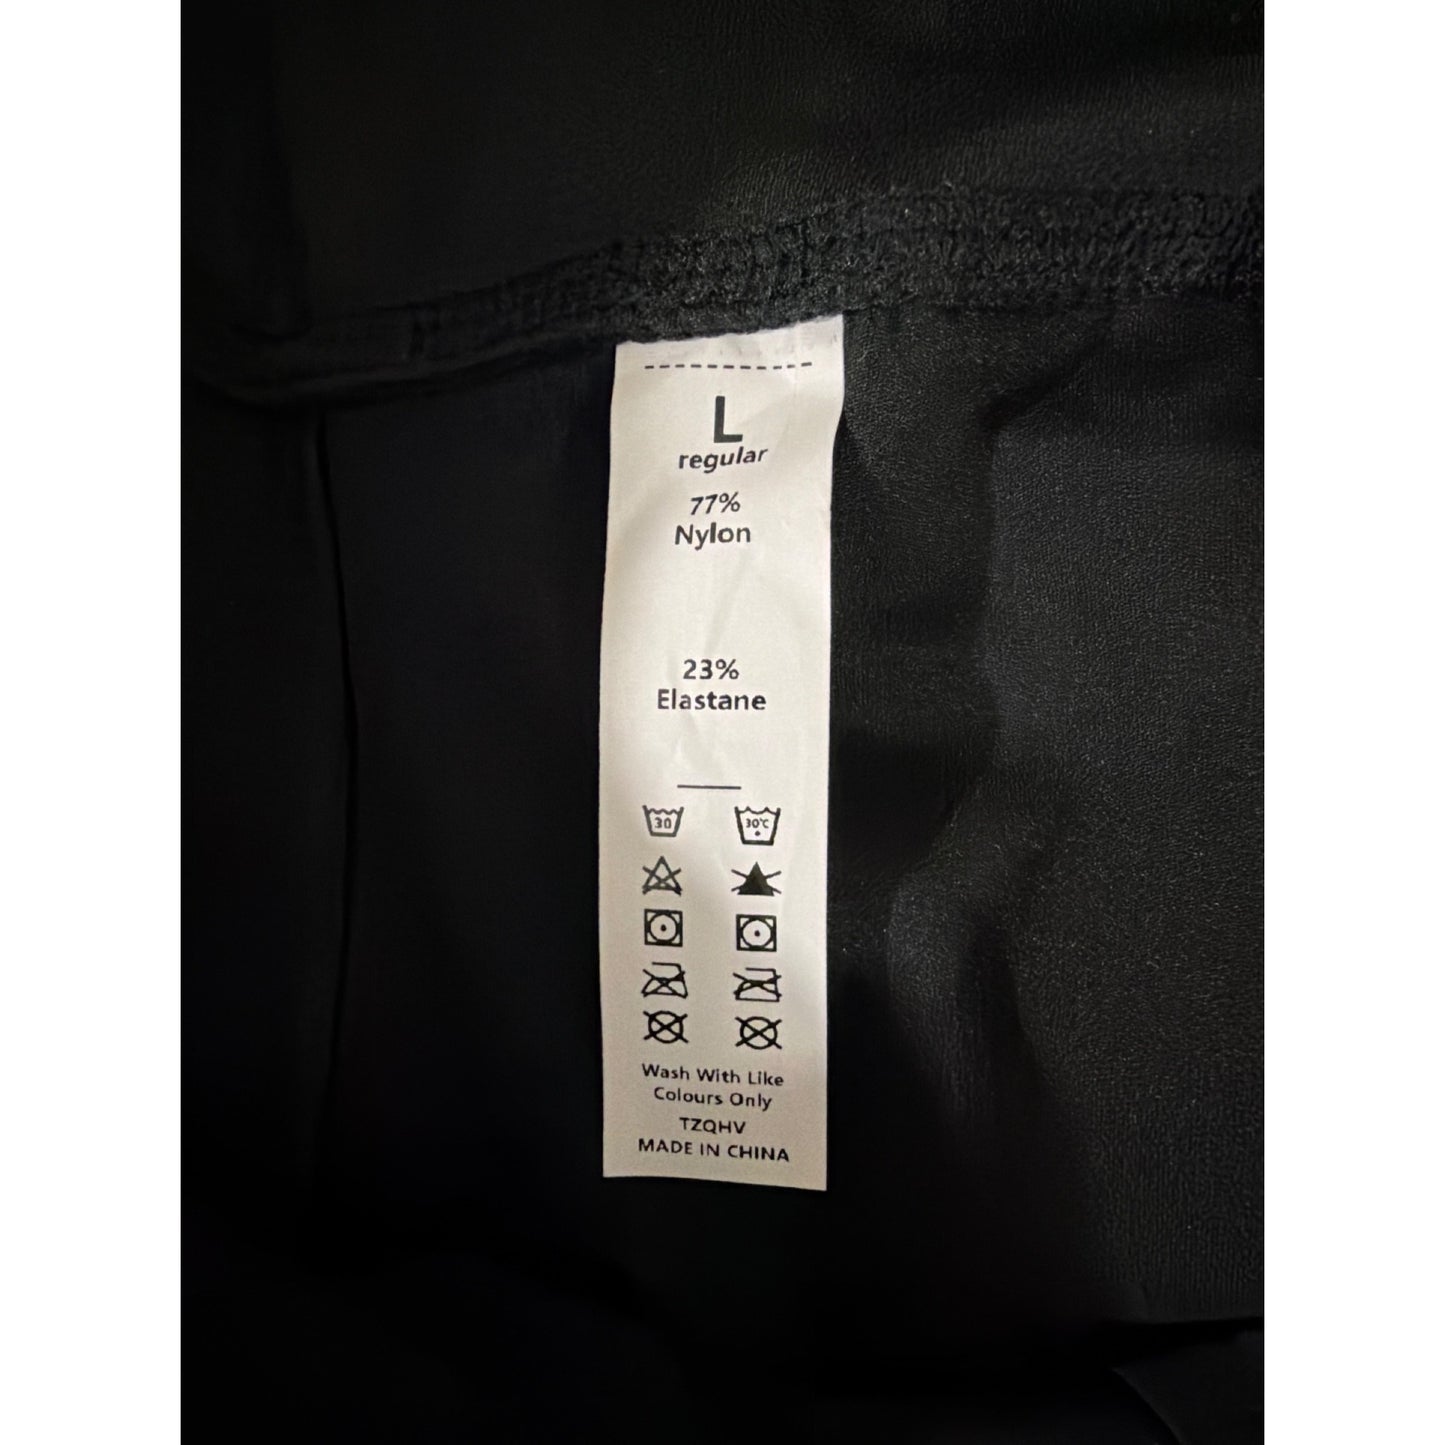 L
regular
77%
Nylon
23%
Elastane
30 30°C
Wash With Like
Colours Only
TZQHV
MADE IN CHINA